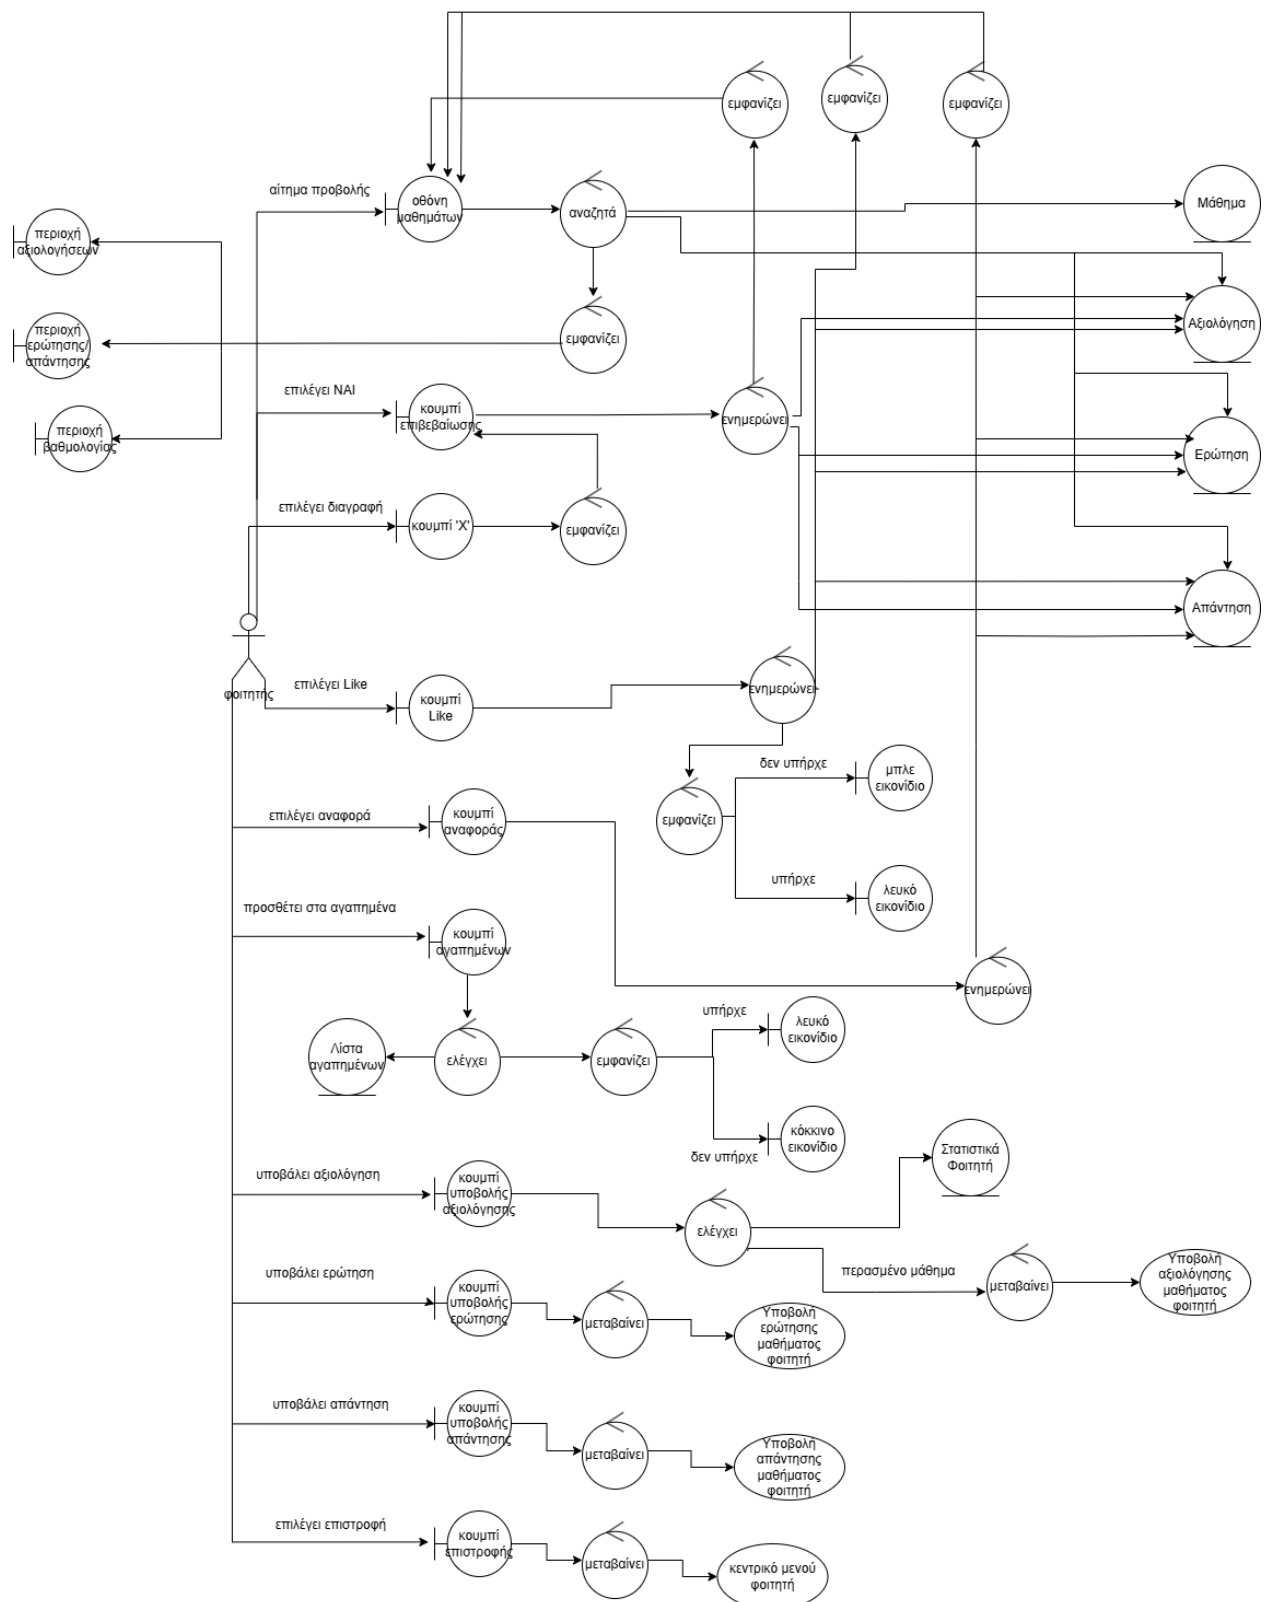 εμφανίζει
εμφανίζει
εμφανίζει
αίτημα προβολής
οθόνη
μαθημάτων
αναζητά
Μάθημα
περιοχή
αξιολογήσεων
Αξιολόγηση
περιοχή
ερώτησης/
απάντησης
εμφανίζει
επιλέγει ΝΑΙ
κουμπί
επιβεβαίωσης
ενημερώνει
περιοχή
βαθμολογίας
Ερώτηση
επιλέγει διαγραφή
κουμπί 'Χ'
εμφανίζει
Απάντηση
φοιτητής
επιλέγει Like
κουμπί
Like
ενημερώνει
δεν υπήρχε
μπλε
εικονίδιο
επιλέγει αναφορά
κουμπί
αναφοράς
εμφανίζει
υπήρχε
λευκό
εικονίδιο
προσθέτει στα αγαπημένα
κουμπί
αγαπημένων
ενημερώνει
υπήρχε
λευκό
εικονίδιο
Λίστα
αγαπημένων
ελέγχει
εμφανίζει
κόκκινο
εικονίδιο
δεν υπήρχε
Στατιστικά
Φοιτητή
υποβάλει αξιολόγηση
κουμπί
υποβολής
αξιολόγησης
ελέγχει
περασμένο μάθημα
μεταβαίνει
Υποβολή
αξιολόγησης
μαθήματος
φοιτητή
υποβάλει ερώτηση
κουμπί
υποβολής
ερώτησης
μεταβαίνει
Υποβολή
ερώτησης
μαθήματος
φοιτητή
υποβάλει απάντηση
κουμπί
υποβολής
απάντησης
μεταβαίνει
Υποβολή
απάντησης
μαθήματος
φοιτητή
επιλέγει επιστροφή
κουμπί
επιστροφής
μεταβαίνει
κεντρικό μενού
φοιτητή